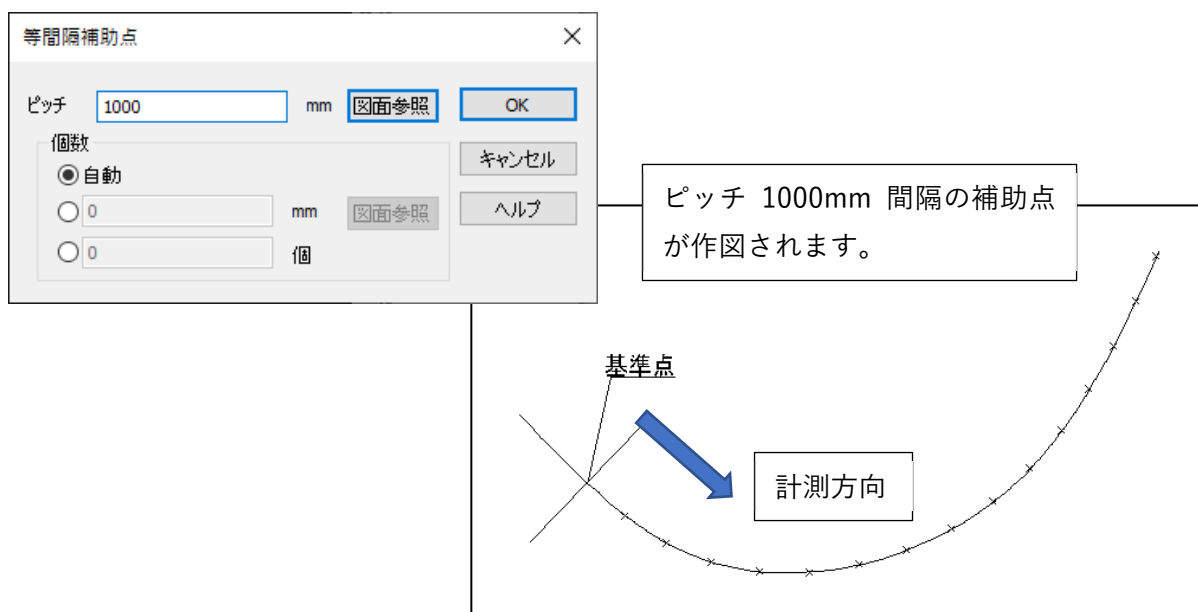 等間隔補助点
ピッチ 1000 mm 図面参照 OK
個数
自動
キャンセル
0 mm 図面参照 ヘルプ
0 個
ピッチ 1000mm 間隔の補助点
が作図されます。
基準点
計測方向